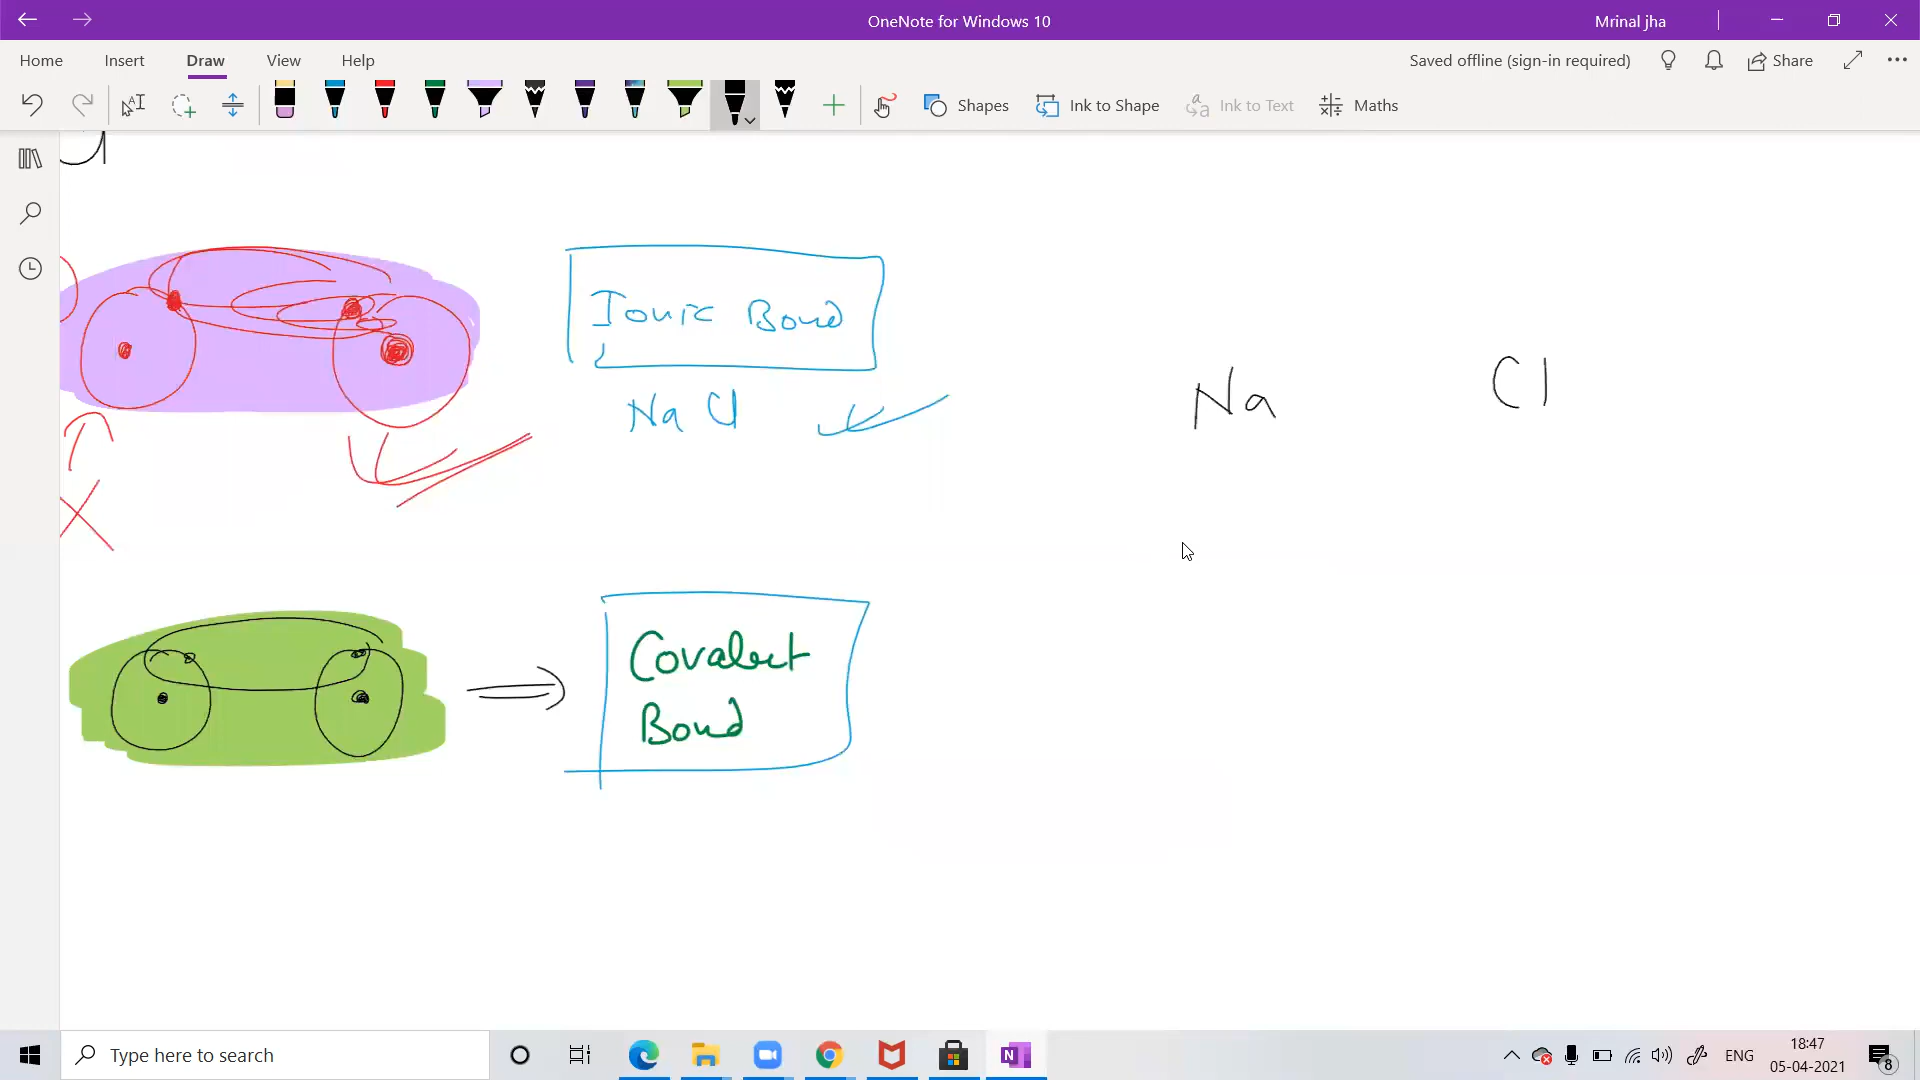 OneNote for Windows 10
Mrinal jha
Home Insert Draw View Help
Saved offline (sign-in required)
Share
Shapes
Ink to Shape
Ink to Text
Maths
Ionic Bond
Na Cl
X
Na Cl
Covalent
Bond
Type here to search
N
ENG
18:47
05-04-2021
8